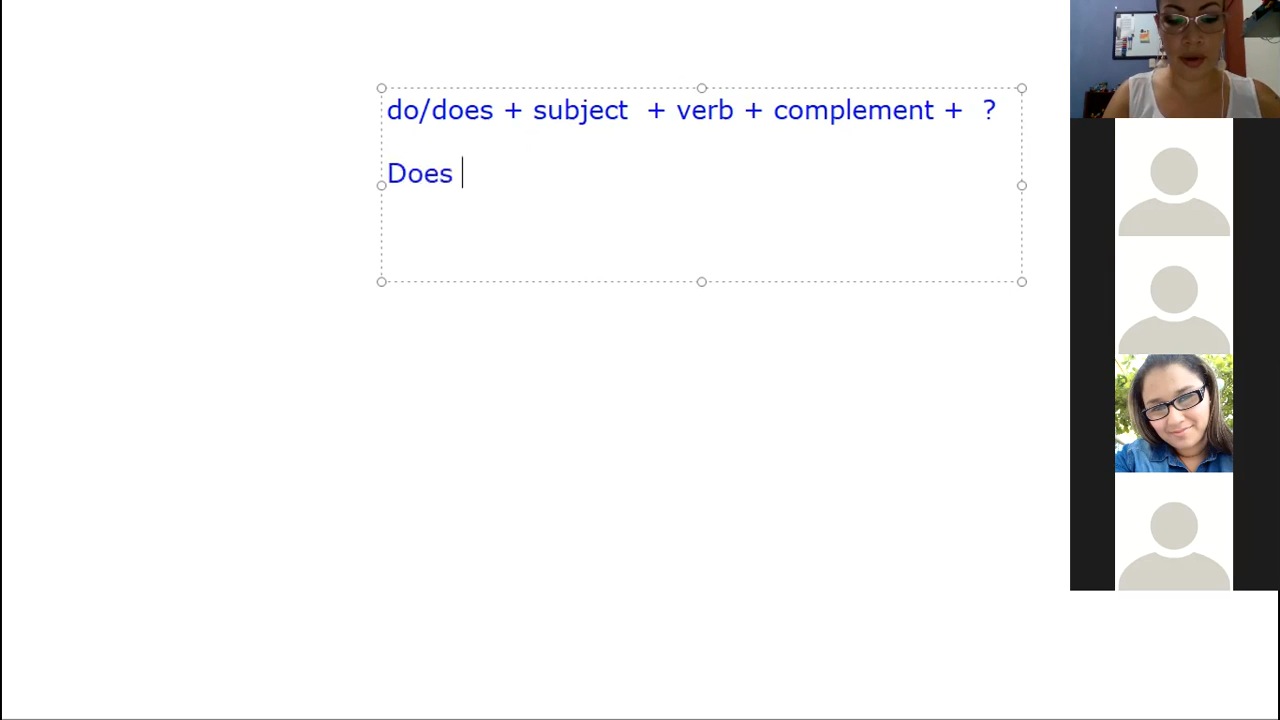 do/does + subject + verb + complement + ?
Does